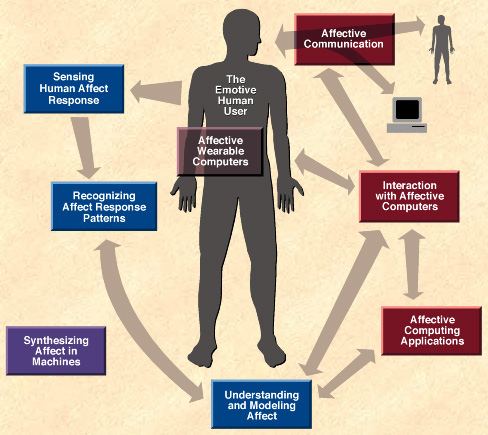 Affective
Communication
Sensing
Human Affect
Response
The
Emotive
Human
User
Affective
Wearable
Computers
Recognizing
Affect Response
Patterns
Interaction
with Affective
Computers
Affective
Computing
Applications
Synthesizing
Affect in
Machines
Understanding
and Modeling
Affect